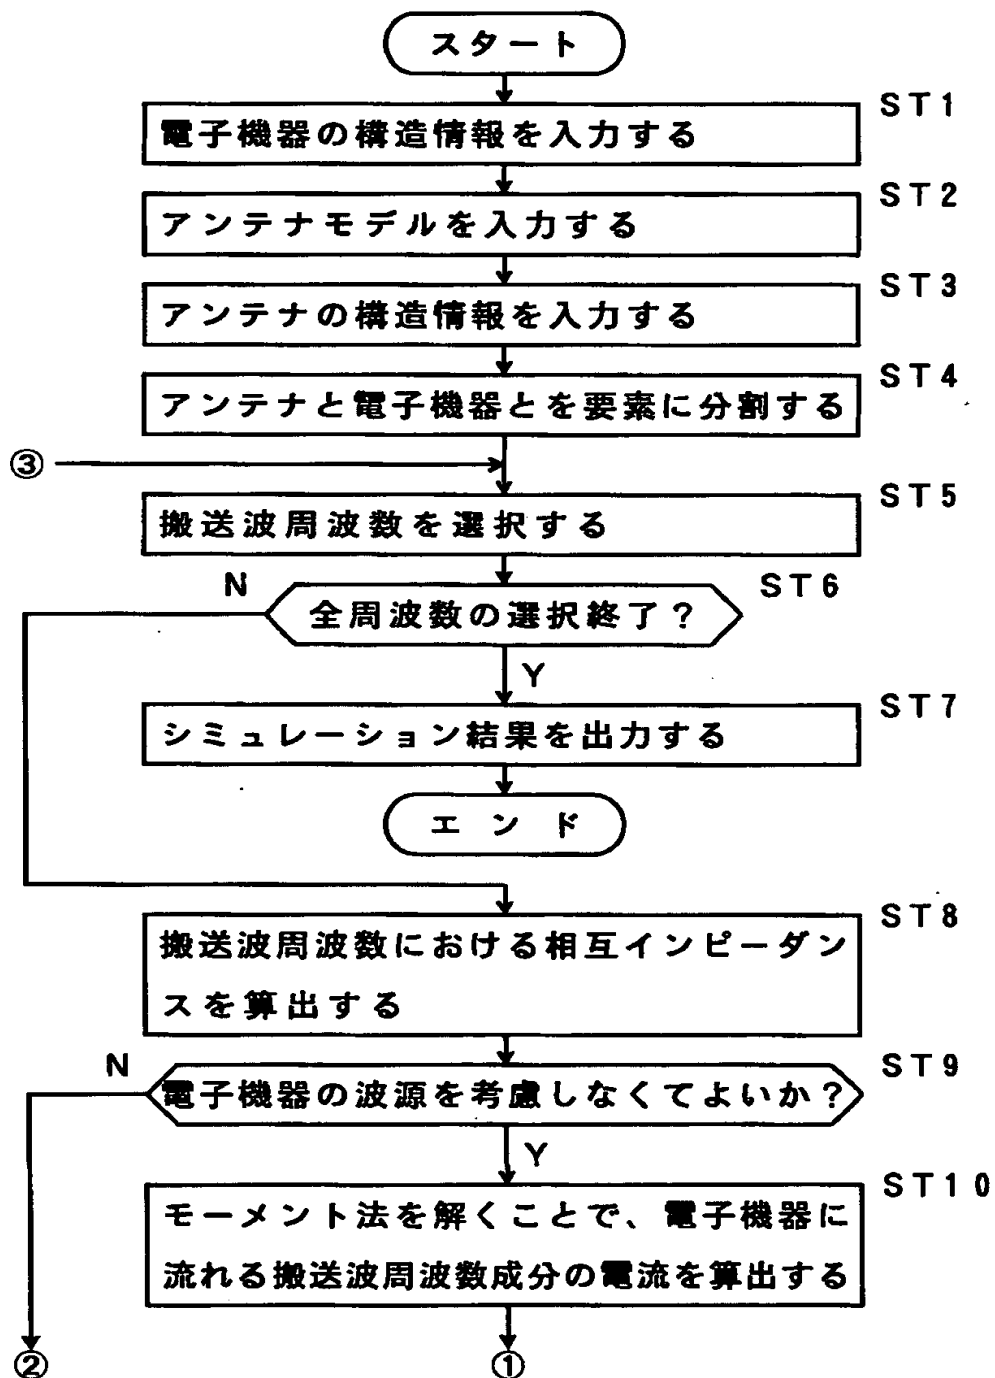 スタート
ST1
電子機器の構造情報を入力する
ST2
アンテナモデルを入力する
ST3
アンテナの構造情報を入力する
ST4
アンテナと電子機器とを要素に分割する
③
ST5
搬送波周波数を選択する
N
ST6
全周波数の選択終了?
Y
ST7
シミュレーション結果を出力する
エンド
ST8
搬送波周波数における相互インピーダン
スを算出する
N
ST9
電子機器の波源を考慮しなくてよいか?
Y
ST10
モーメント法を解くことで、電子機器に
流れる搬送波周波数成分の電流を算出する
②
①